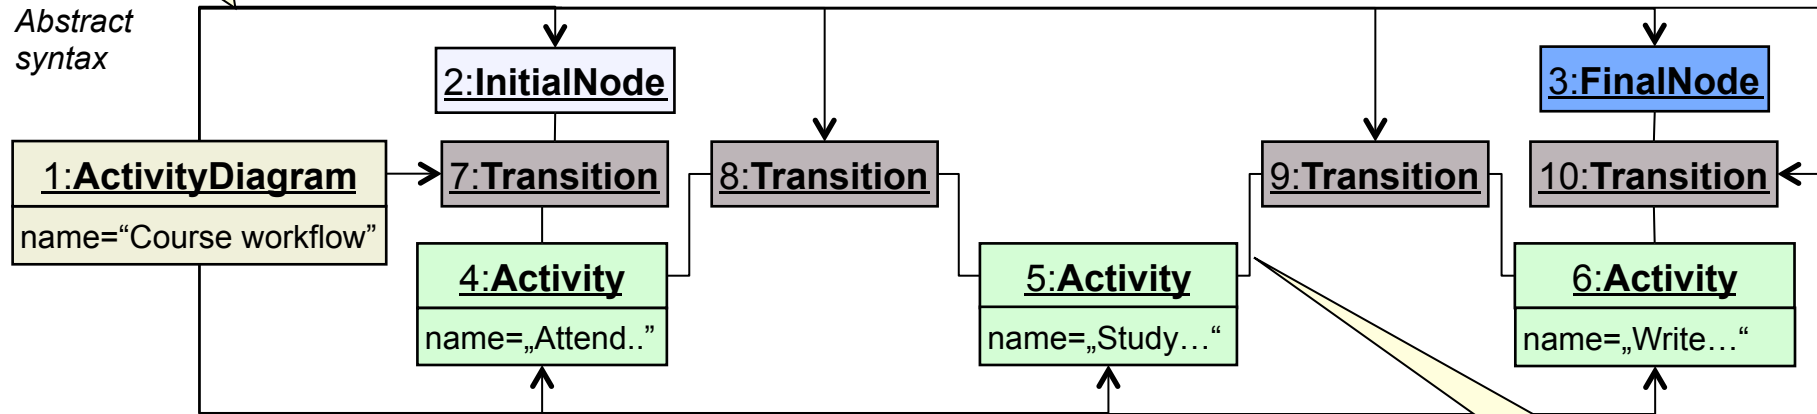 Abstract
syntax
2:InitialNode
3:FinalNode
1:ActivityDiagram
7:Transition
8:Transition
9:Transition
10:Transition
name=“Course workflow”
4:Activity
5:Activity
6:Activity
name=„Attend..”
name=„Study…“
name=„Write…“